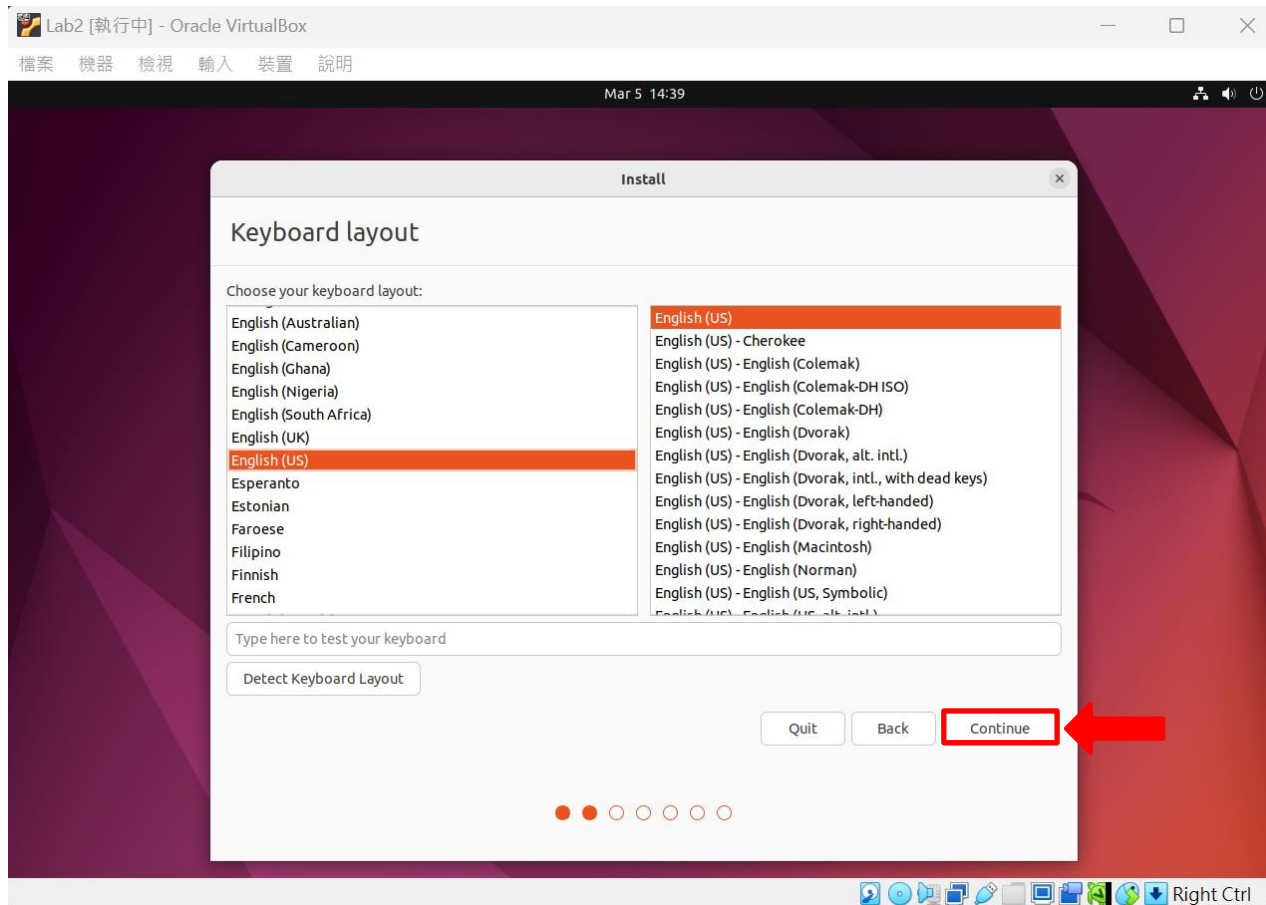 Lab2 [執行中] - Oracle VirtualBox
檔案 機器 檢視 輸入 裝置 說明
Mar 5 14:39
Install
Keyboard layout
Choose your keyboard layout:
English (Australian)
English (Cameroon)
English (Ghana)
English (Nigeria)
English (South Africa)
English (UK)
English (US)
Esperanto
Estonian
Faroese
Filipino
Finnish
French
English (US)
English (US) - Cherokee
English (US) - English (Colemak)
English (US) - English (Colemak-DH ISO)
English (US) - English (Colemak-DH)
English (US) - English (Dvorak)
English (US) - English (Dvorak, alt. intl.)
English (US) - English (Dvorak, intl., with dead keys)
English (US) - English (Dvorak, left-handed)
English (US) - English (Dvorak, right-handed)
English (US) - English (Macintosh)
English (US) - English (Norman)
English (US) - English (US, Symbolic)
English (US) - English (US, alt. intl.)
Type here to test your keyboard
Detect Keyboard Layout
Quit Back Continue
Right Ctrl